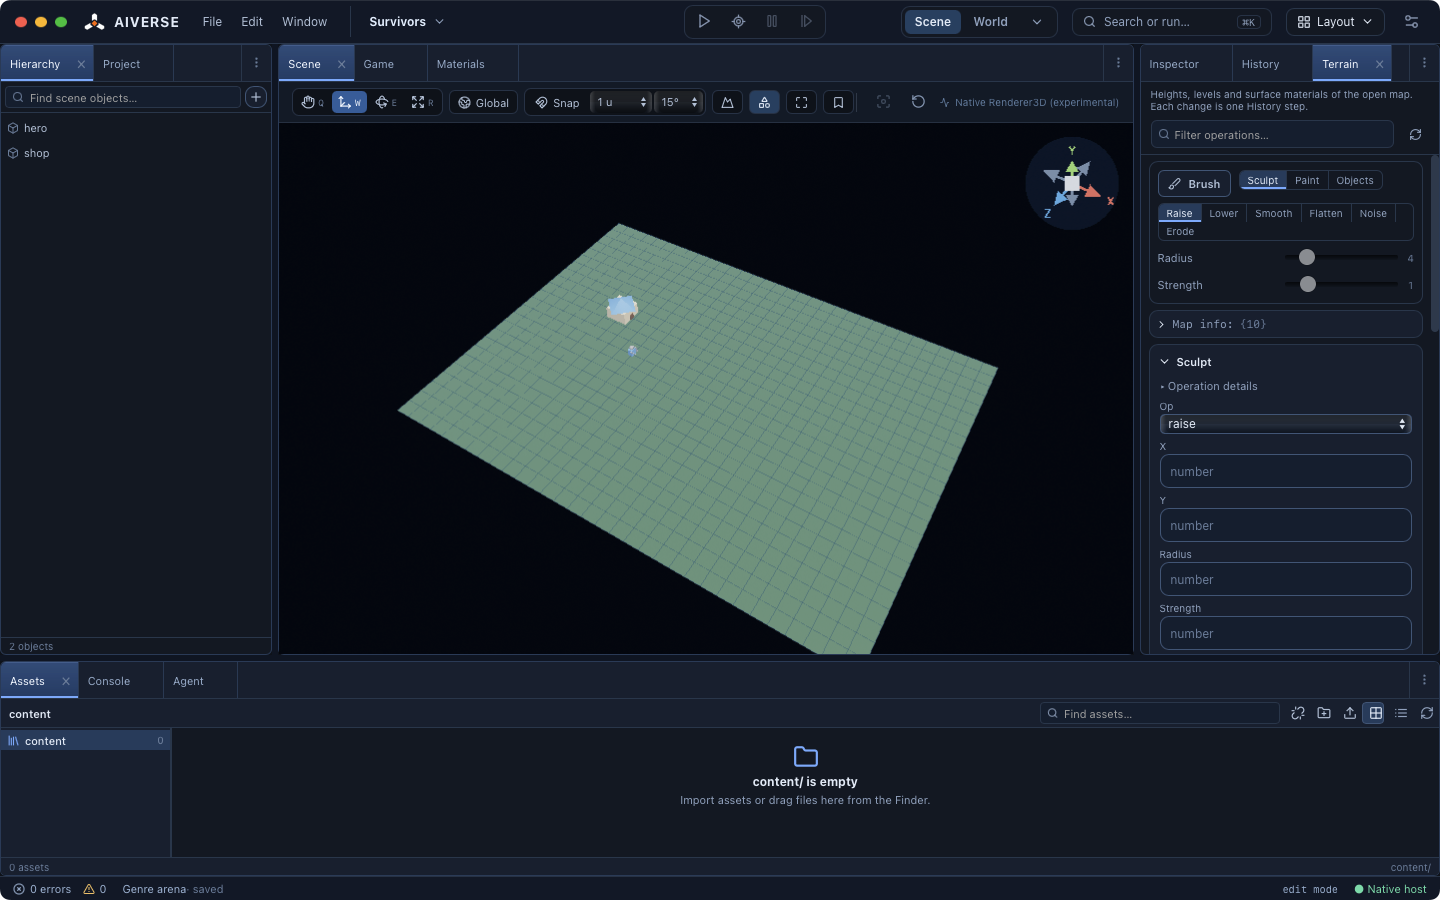 AIVERSE File Edit Window Survivors Scene World Search or run... ⌘K Layout
Hierarchy Project
Find scene objects...
hero
shop
2 objects
Scene Game Materials
Q W E R Global Snap 1 u 15° Native Renderer3D (experimental)
Y
X
Z
Inspector History Terrain
Heights, levels and surface materials of the open map.
Each change is one History step.
Filter operations...
Brush Sculpt Paint Objects
Raise Lower Smooth Flatten Noise
Erode
Radius 4
Strength 1
Map info: {10}
Sculpt
Operation details
Op
raise
X
number
Y
number
Radius
number
Strength
number
Assets Console Agent
content Find assets...
content 0
content/ is empty
Import assets or drag files here from the Finder.
0 assets content/
0 errors 0 Genre arena · saved edit mode Native host